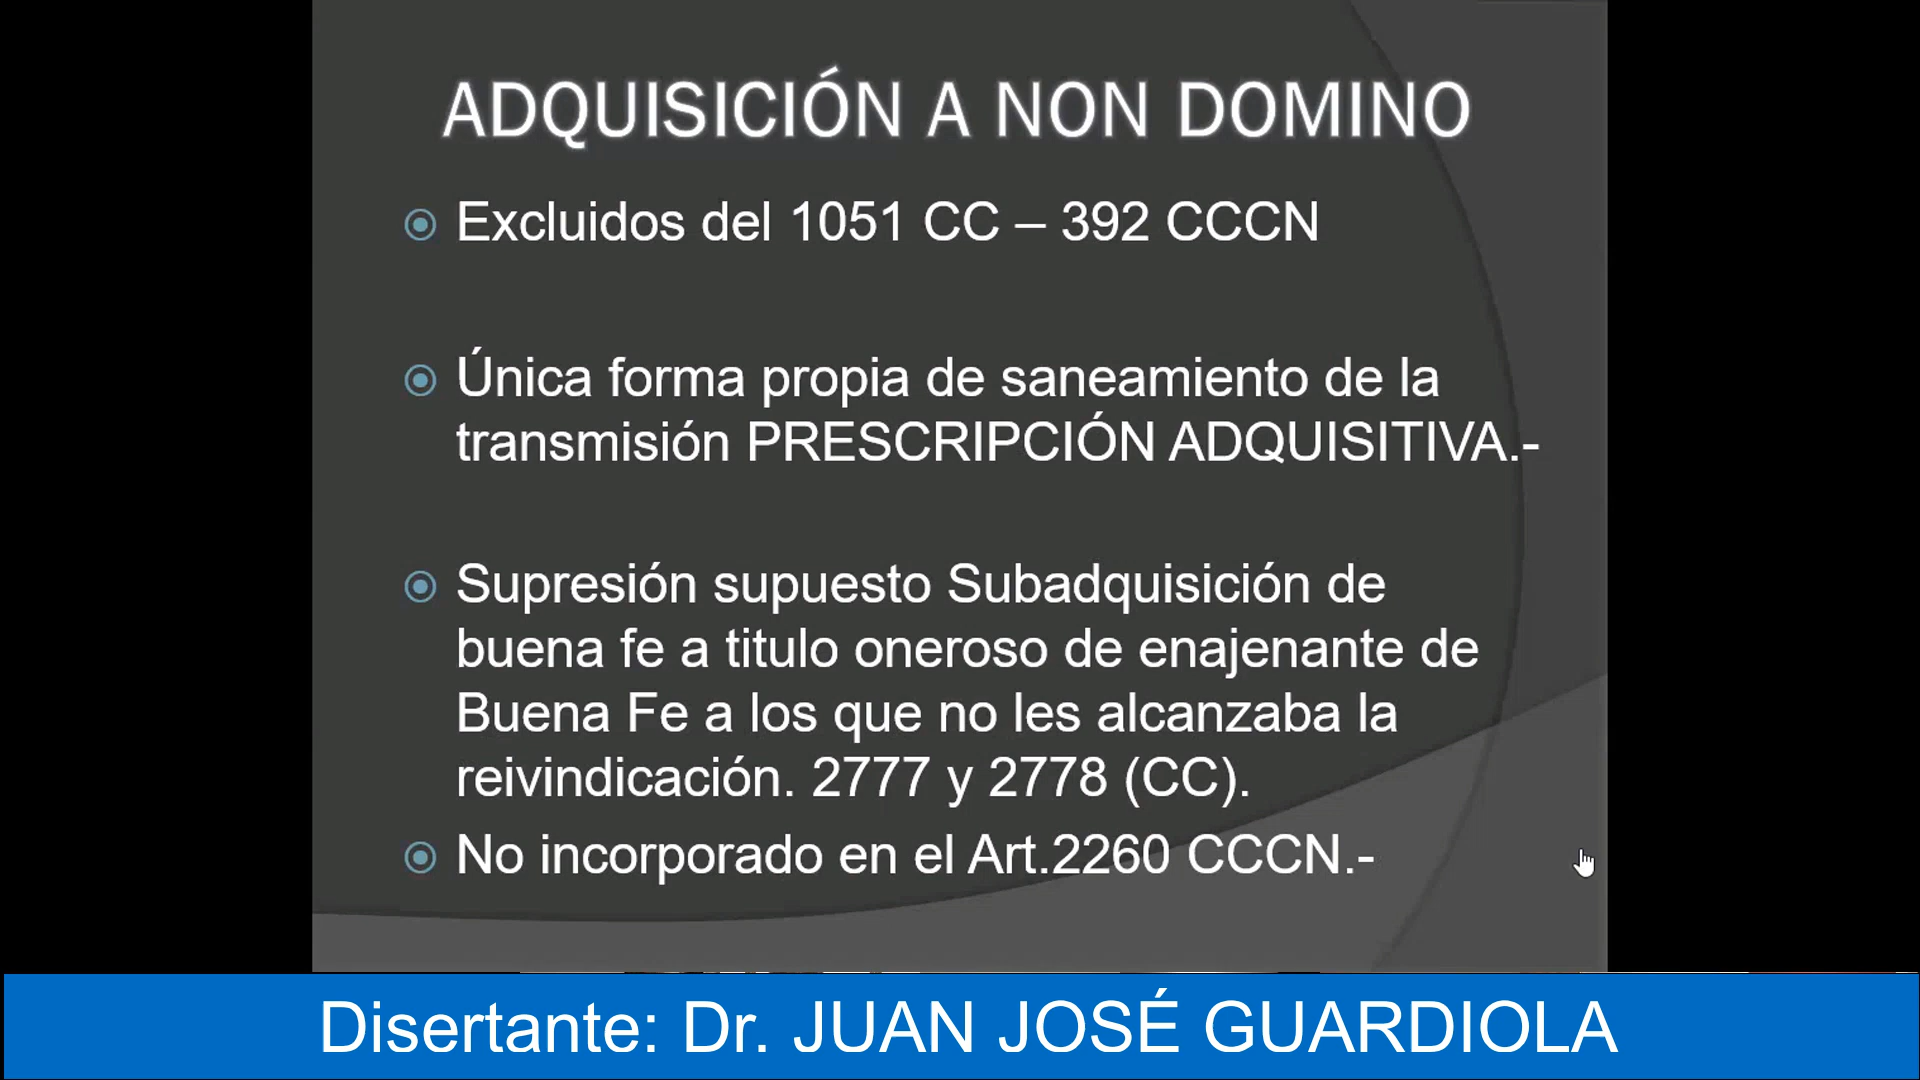 ADQUISICIÓN A NON DOMINO
Excluidos del 1051 CC – 392 CCCN
Única forma propia de saneamiento de la
transmisión PRESCRIPCIÓN ADQUISITIVA.-
Supresión supuesto Subadquisición de
buena fe a titulo oneroso de enajenante de
Buena Fe a los que no les alcanzaba la
reivindicación. 2777 y 2778 (CC).
No incorporado en el Art.2260 CCCN.-
Disertante: Dr. JUAN JOSÉ GUARDIOLA